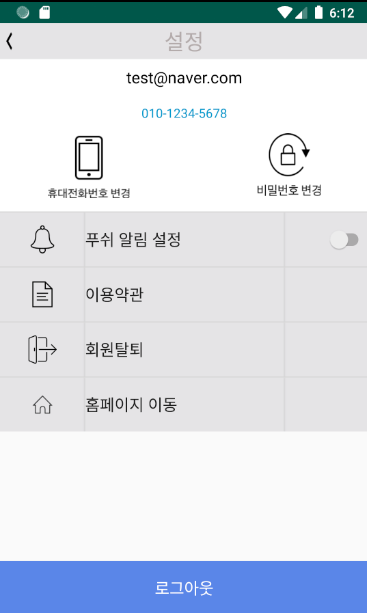 6:12
설정
test@naver.com
010-1234-5678
휴대전화번호 변경
비밀번호 변경
푸쉬 알림 설정
이용약관
회원탈퇴
홈페이지 이동
로그아웃